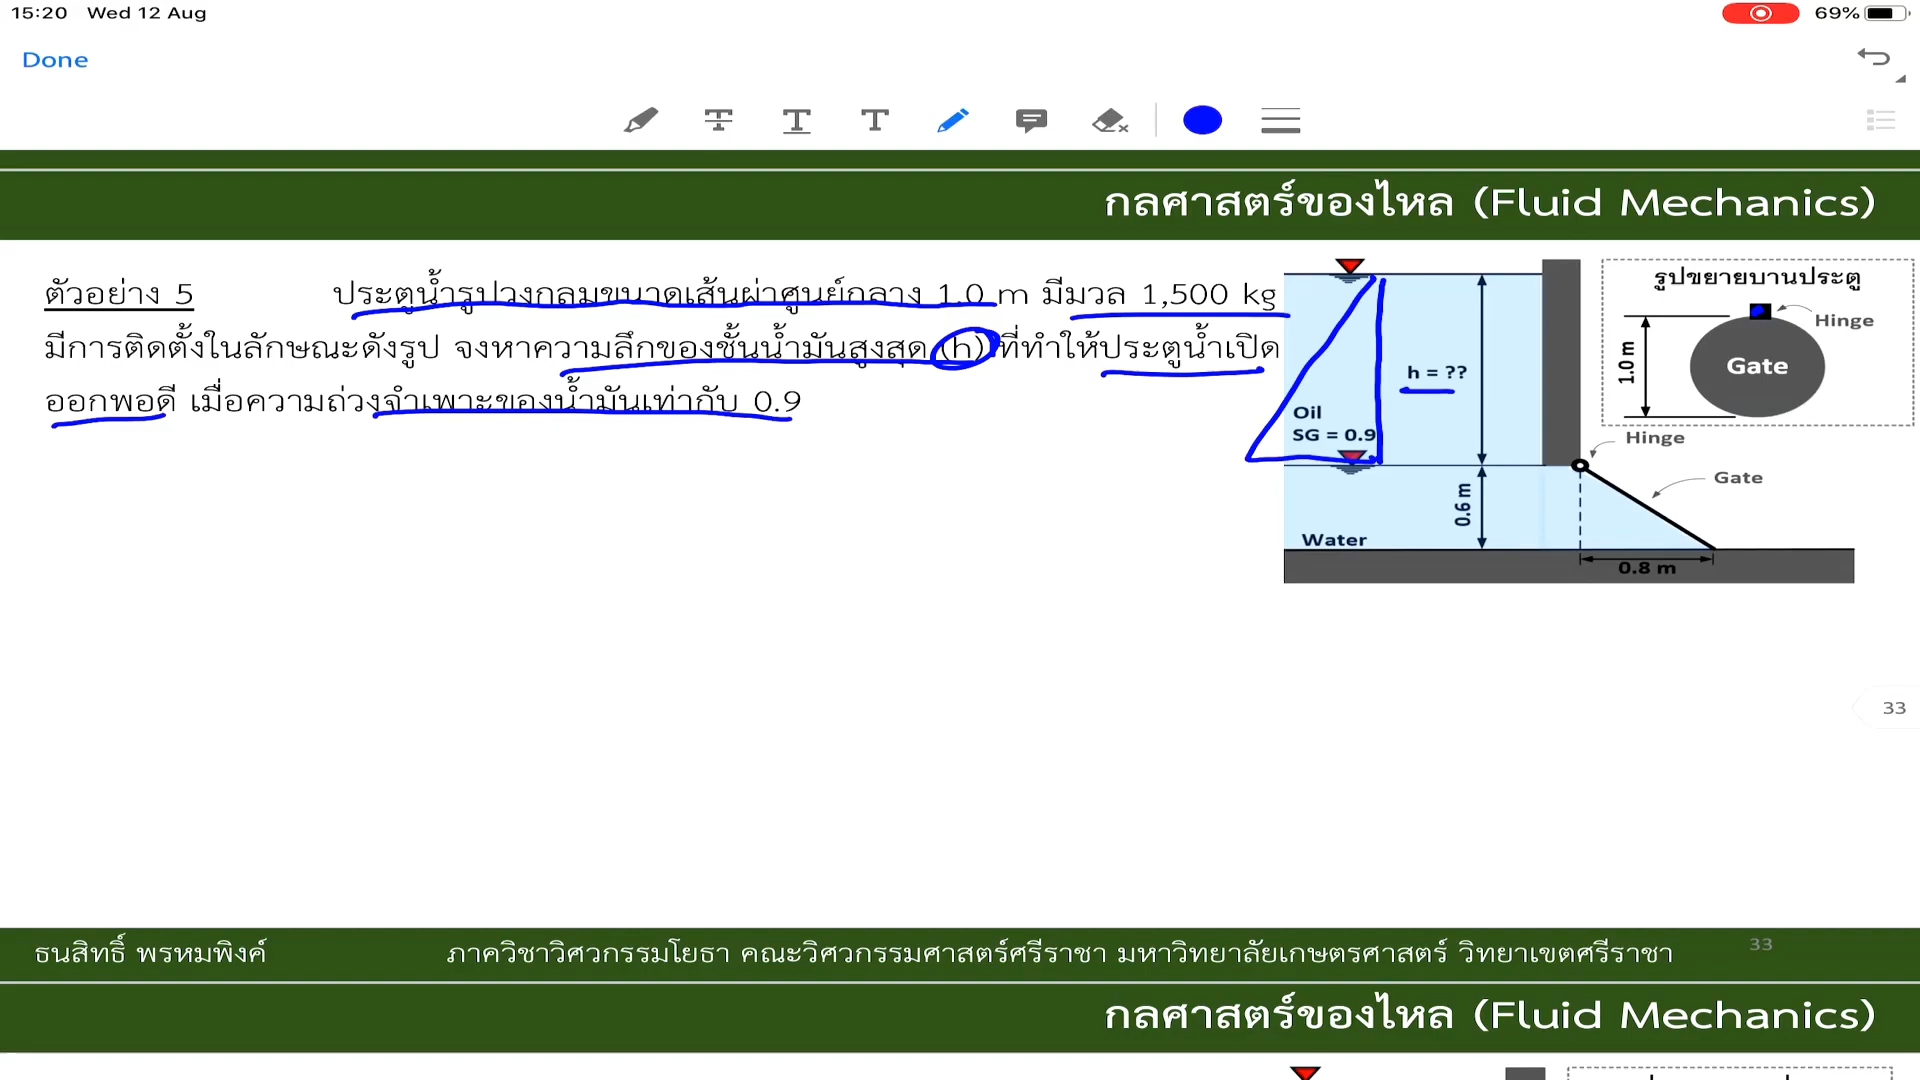 15:20 Wed 12 Aug
69%
Done
กลศาสตร์ของไหล (Fluid Mechanics)
ตัวอย่าง 5 ประตูน้ำรูปวงกลมขนาดเส้นผ่าศูนย์กลาง 1.0 m มีมวล 1,500 kg
มีการติดตั้งในลักษณะดังรูป จงหาความลึกของชั้นน้ำมันสูงสุด (h) ที่ทำให้ประตูน้ำเปิด
ออกพอดี เมื่อความถ่วงจำเพาะของน้ำมันเท่ากับ 0.9
รูปขยายบานประตู
Hinge
1.0 m
Gate
h = ??
Oil
SG = 0.9
Hinge
Gate
0.6 m
Water
0.8 m
33
ธนสิทธิ์ พรหมพิงค์ ภาควิชาวิศวกรรมโยธา คณะวิศวกรรมศาสตร์ศรีราชา มหาวิทยาลัยเกษตรศาสตร์ วิทยาเขตศรีราชา 33
กลศาสตร์ของไหล (Fluid Mechanics)